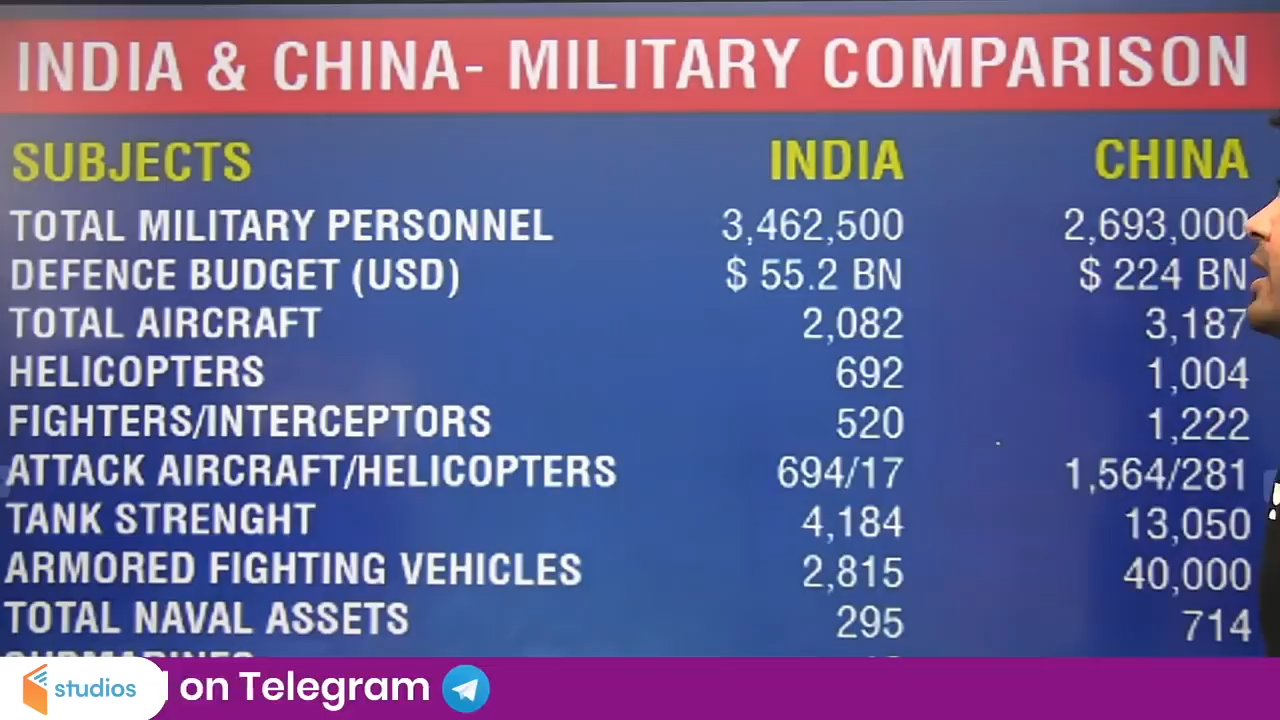 INDIA & CHINA- MILITARY COMPARISON
SUBJECTS INDIA CHINA
TOTAL MILITARY PERSONNEL 3,462,500 2,693,000
DEFENCE BUDGET (USD) $ 55.2 BN $ 224 BN
TOTAL AIRCRAFT 2,082 3,187
HELICOPTERS 692 1,004
FIGHTERS/INTERCEPTORS 520 1,222
ATTACK AIRCRAFT/HELICOPTERS 694/17 1,564/281
TANK STRENGHT 4,184 13,050
ARMORED FIGHTING VEHICLES 2,815 40,000
TOTAL NAVAL ASSETS 295 714
studios on Telegram